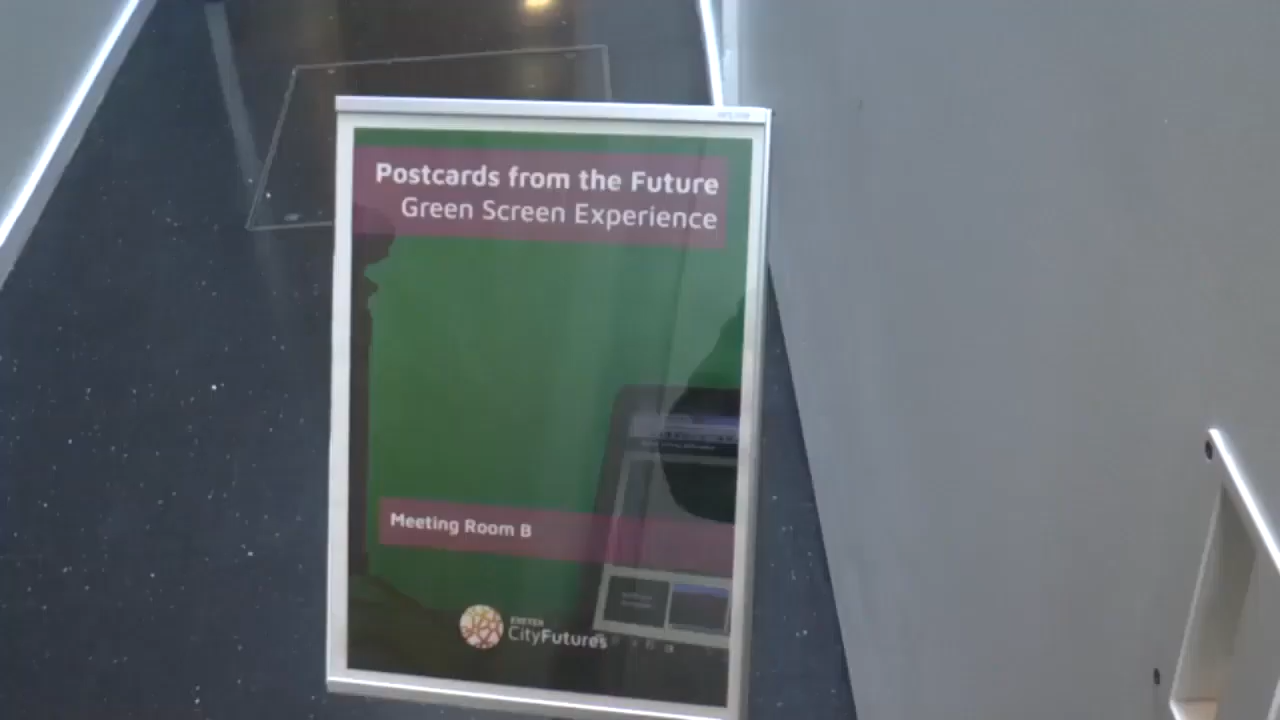 Postcards from the Future
Green Screen Experience
Meeting Room B
EXETER
CityFutures